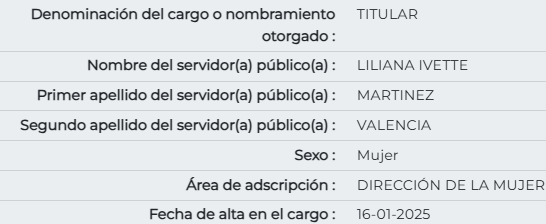 Denominación del cargo o nombramiento TITULAR
otorgado :
Nombre del servidor(a) público(a) : LILIANA IVETTE
Primer apellido del servidor(a) público(a) : MARTINEZ
Segundo apellido del servidor(a) público(a) : VALENCIA
Sexo : Mujer
Área de adscripción : DIRECCIÓN DE LA MUJER
Fecha de alta en el cargo : 16-01-2025